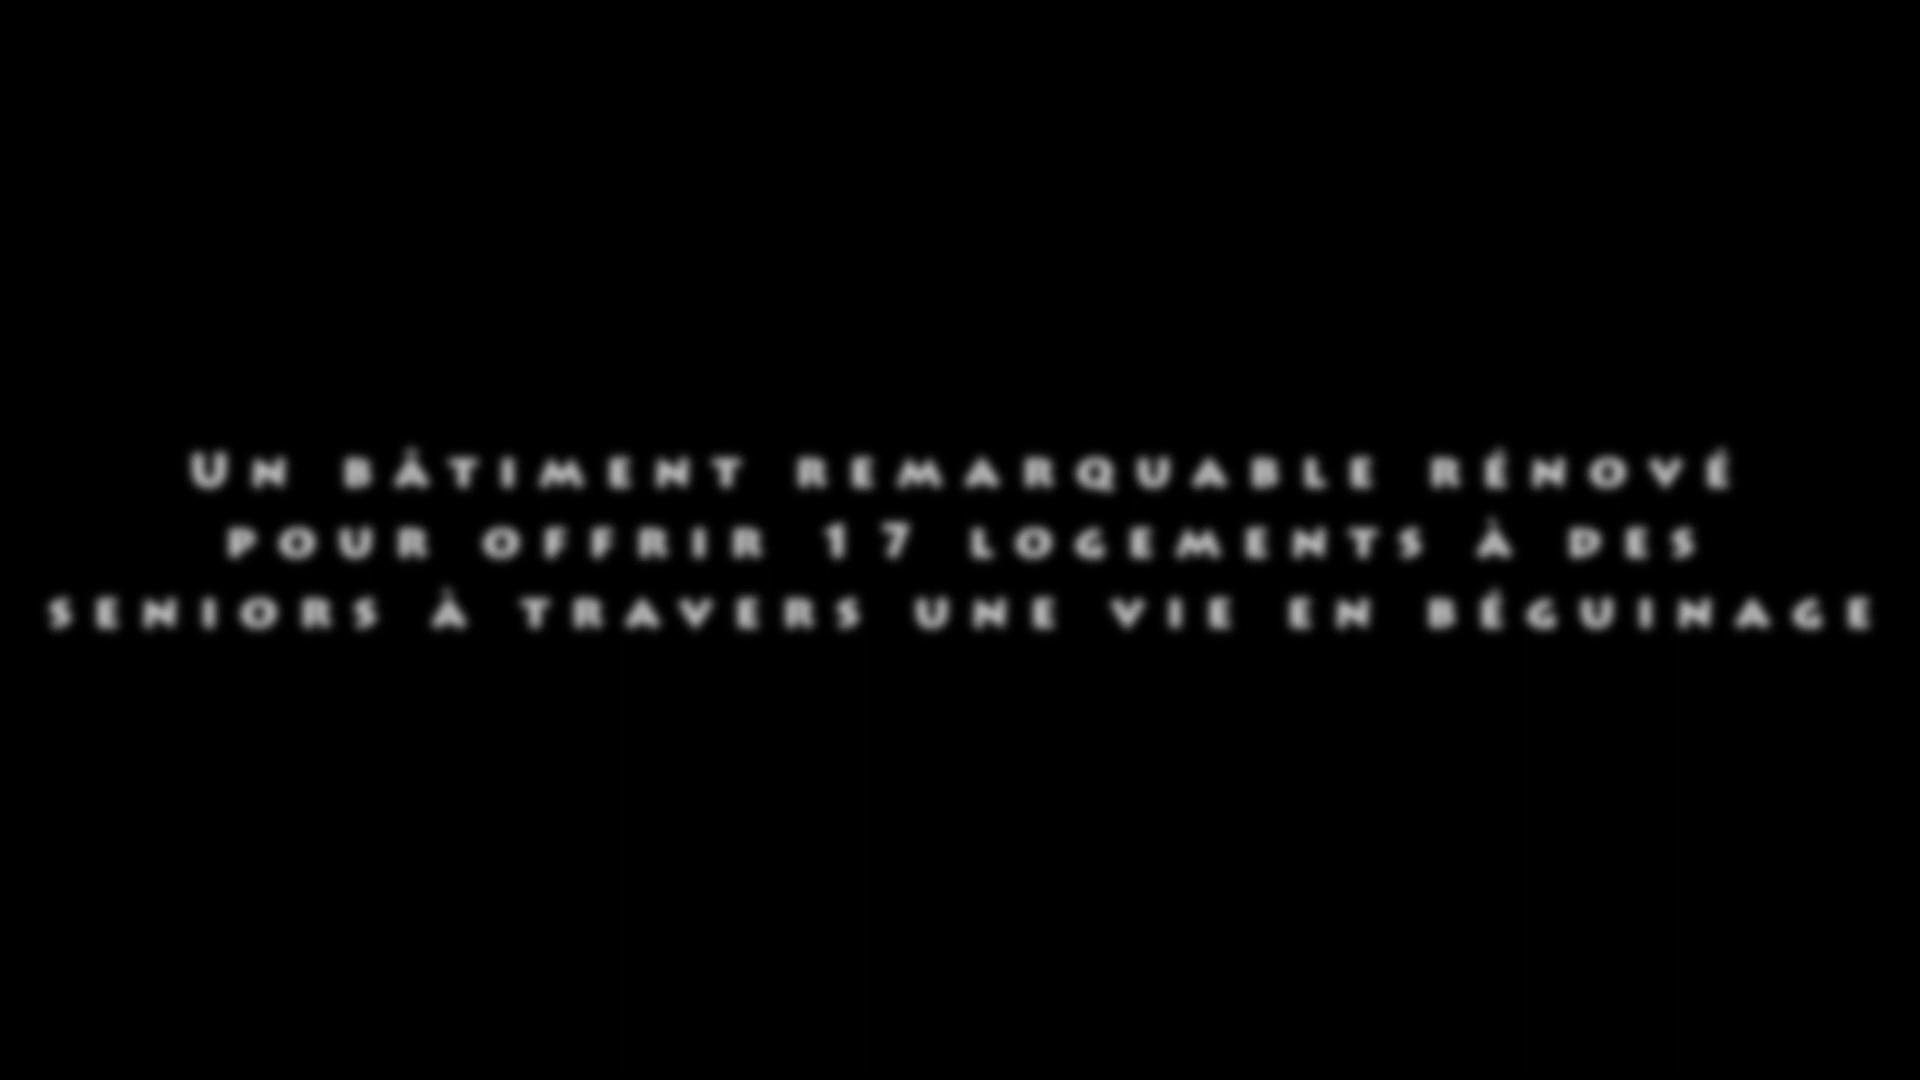 Un bâtiment remarquable rénové
pour offrir 17 logements à des
seniors à travers une vie en béguinage